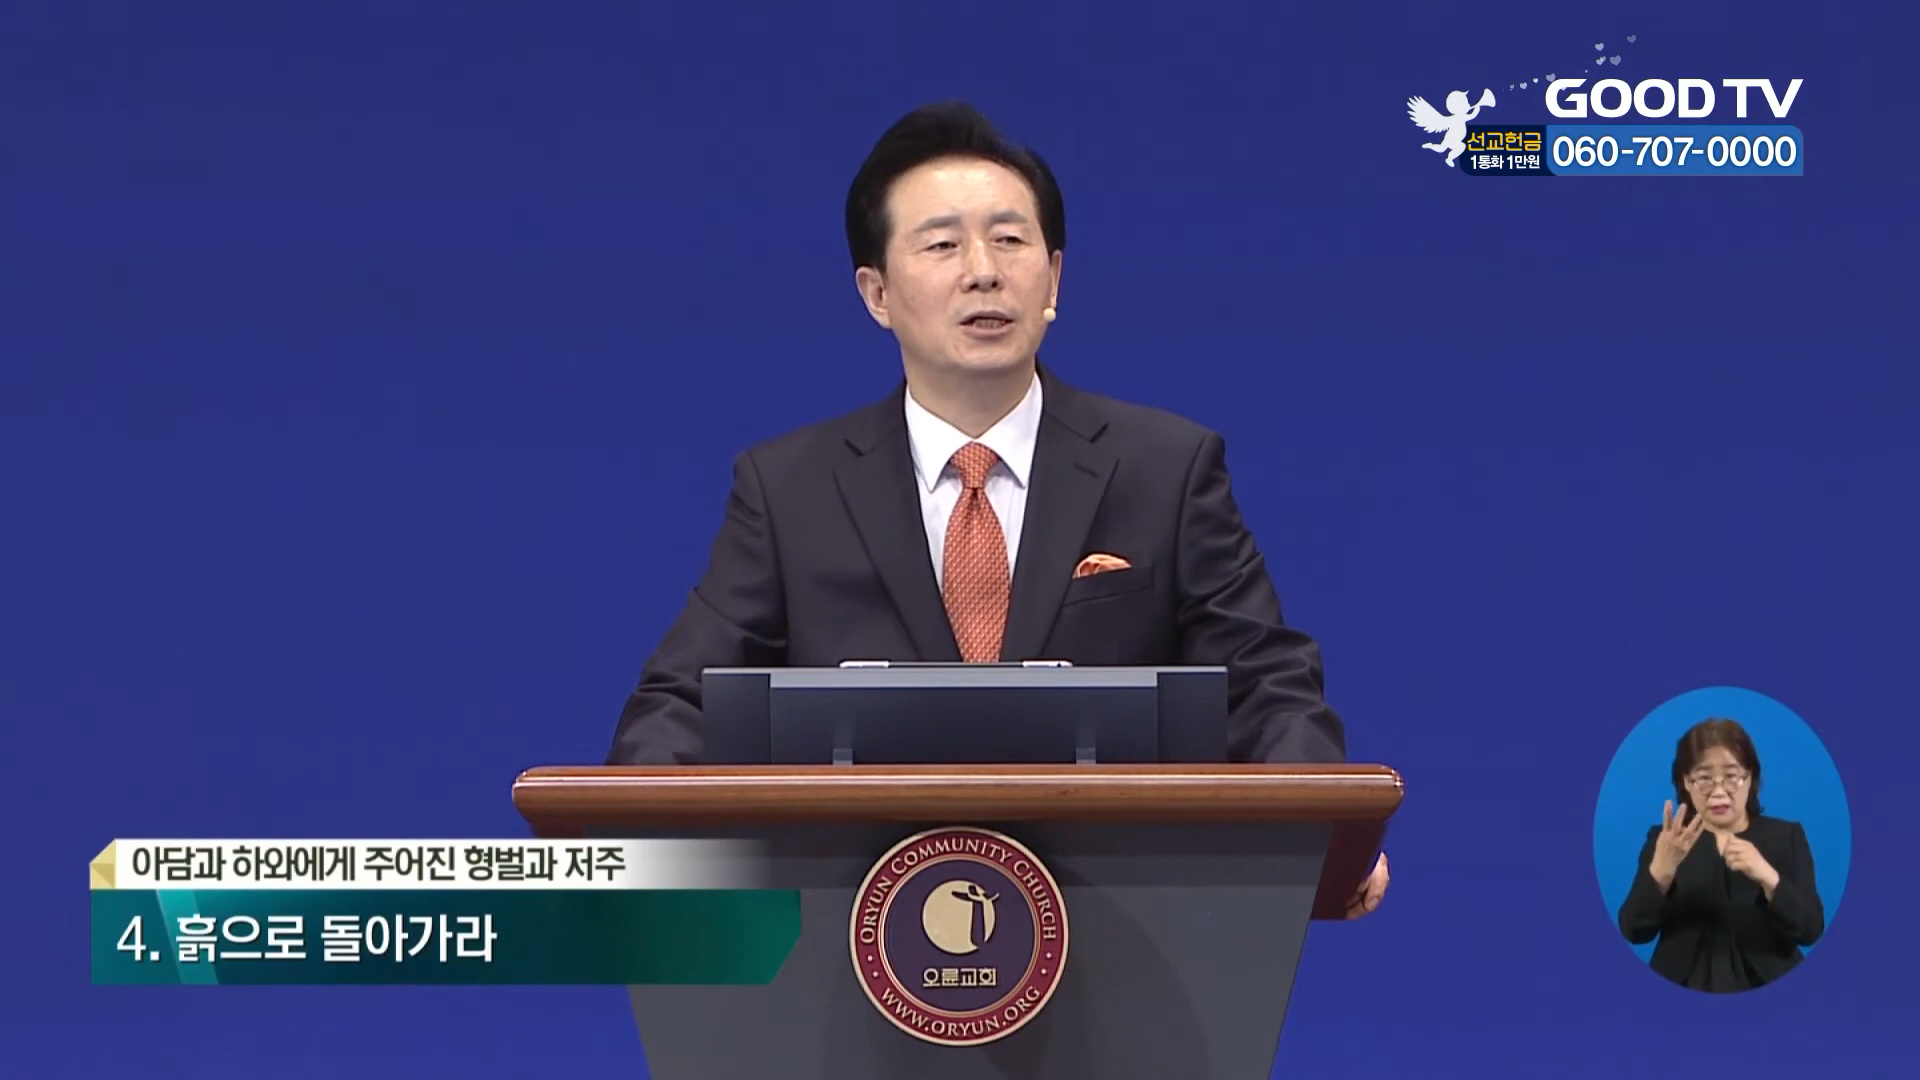 GOOD TV
선교헌금
1통화 1만원
060-707-0000
아담과 하와에게 주어진 형벌과 저주
4. 흙으로 돌아가라
ORYUN COMMUNITY CHURCH
오륜교회
WWW.ORYUN.ORG